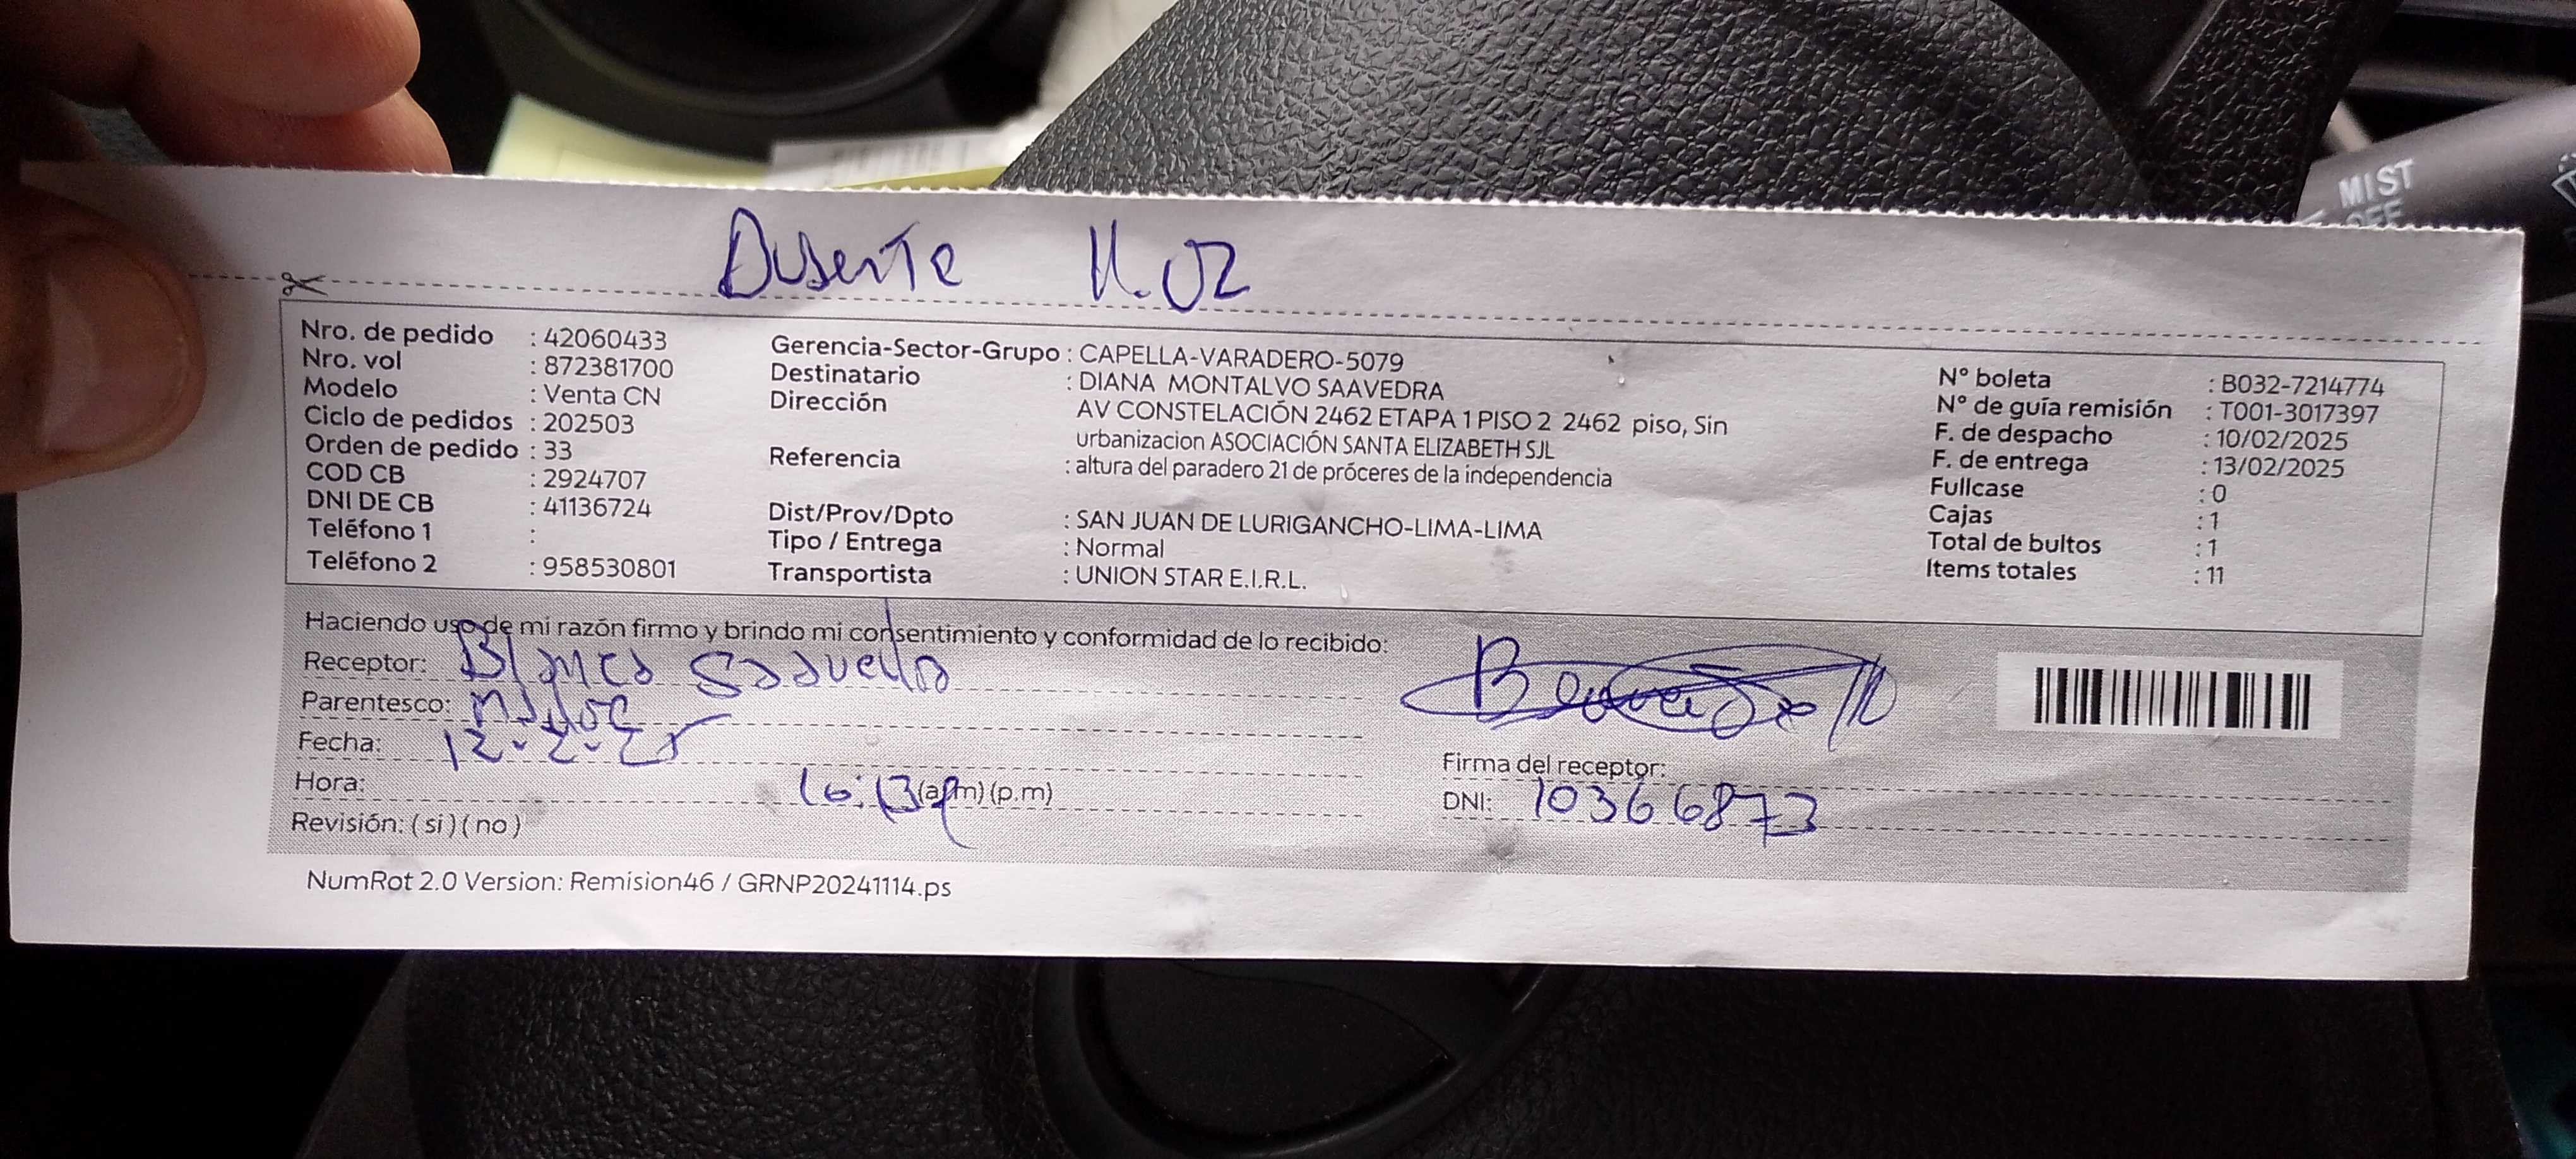 Ausente 11.02
Nro. de pedido : 42060433
Nro. vol : 872381700
Modelo : Venta CN
Ciclo de pedidos : 202503
Orden de pedido : 33
COD CB : 2924707
DNI DE CB : 41136724
Teléfono 1 :
Teléfono 2 : 958530801
Gerencia-Sector-Grupo : CAPELLA-VARADERO-5079
Destinatario : DIANA MONTALVO SAAVEDRA
Dirección AV CONSTELACIÓN 2462 ETAPA 1 PISO 2 2462 piso, Sin
urbanizacion ASOCIACIÓN SANTA ELIZABETH SJL
Referencia : altura del paradero 21 de próceres de la independencia
Dist/Prov/Dpto : SAN JUAN DE LURIGANCHO-LIMA-LIMA
Tipo / Entrega : Normal
Transportista : UNION STAR E.I.R.L.
N° boleta : B032-7214774
N° de guía remisión : T001-3017397
F. de despacho : 10/02/2025
F. de entrega : 13/02/2025
Fullcase : 0
Cajas : 1
Total de bultos : 1
Items totales : 11
Haciendo uso de mi razón firmo y brindo mi consentimiento y conformidad de lo recibido:
Receptor: Blanca Saavedra
Parentesco: Madre
Fecha: 12-2-25
Hora: (a.m) (p.m)
Revisión: ( si ) ( no )
Firma del receptor:
DNI: 10366873
NumRot 2.0 Version: Remision46 / GRNP20241114.ps
MIST
OFF